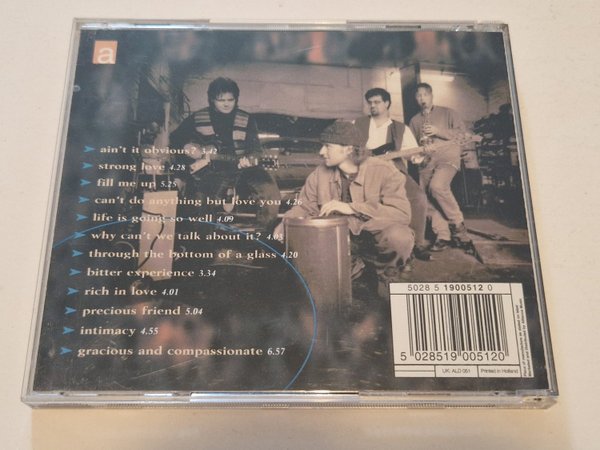 a
ain't it obvious? 3.42
strong love 4.28
fill me up 5.25
can't do anything but love you 4.26
life is going so well 4.09
why can't we talk about it? 4.03
through the bottom of a glass 4.20
bitter experience 3.34
rich in love 4.01
precious friend 5.04
intimacy 4.55
gracious and compassionate 6.57
5028 5 1900512 0
5 028519 005120
UK: ALD 051 Printed in Holland